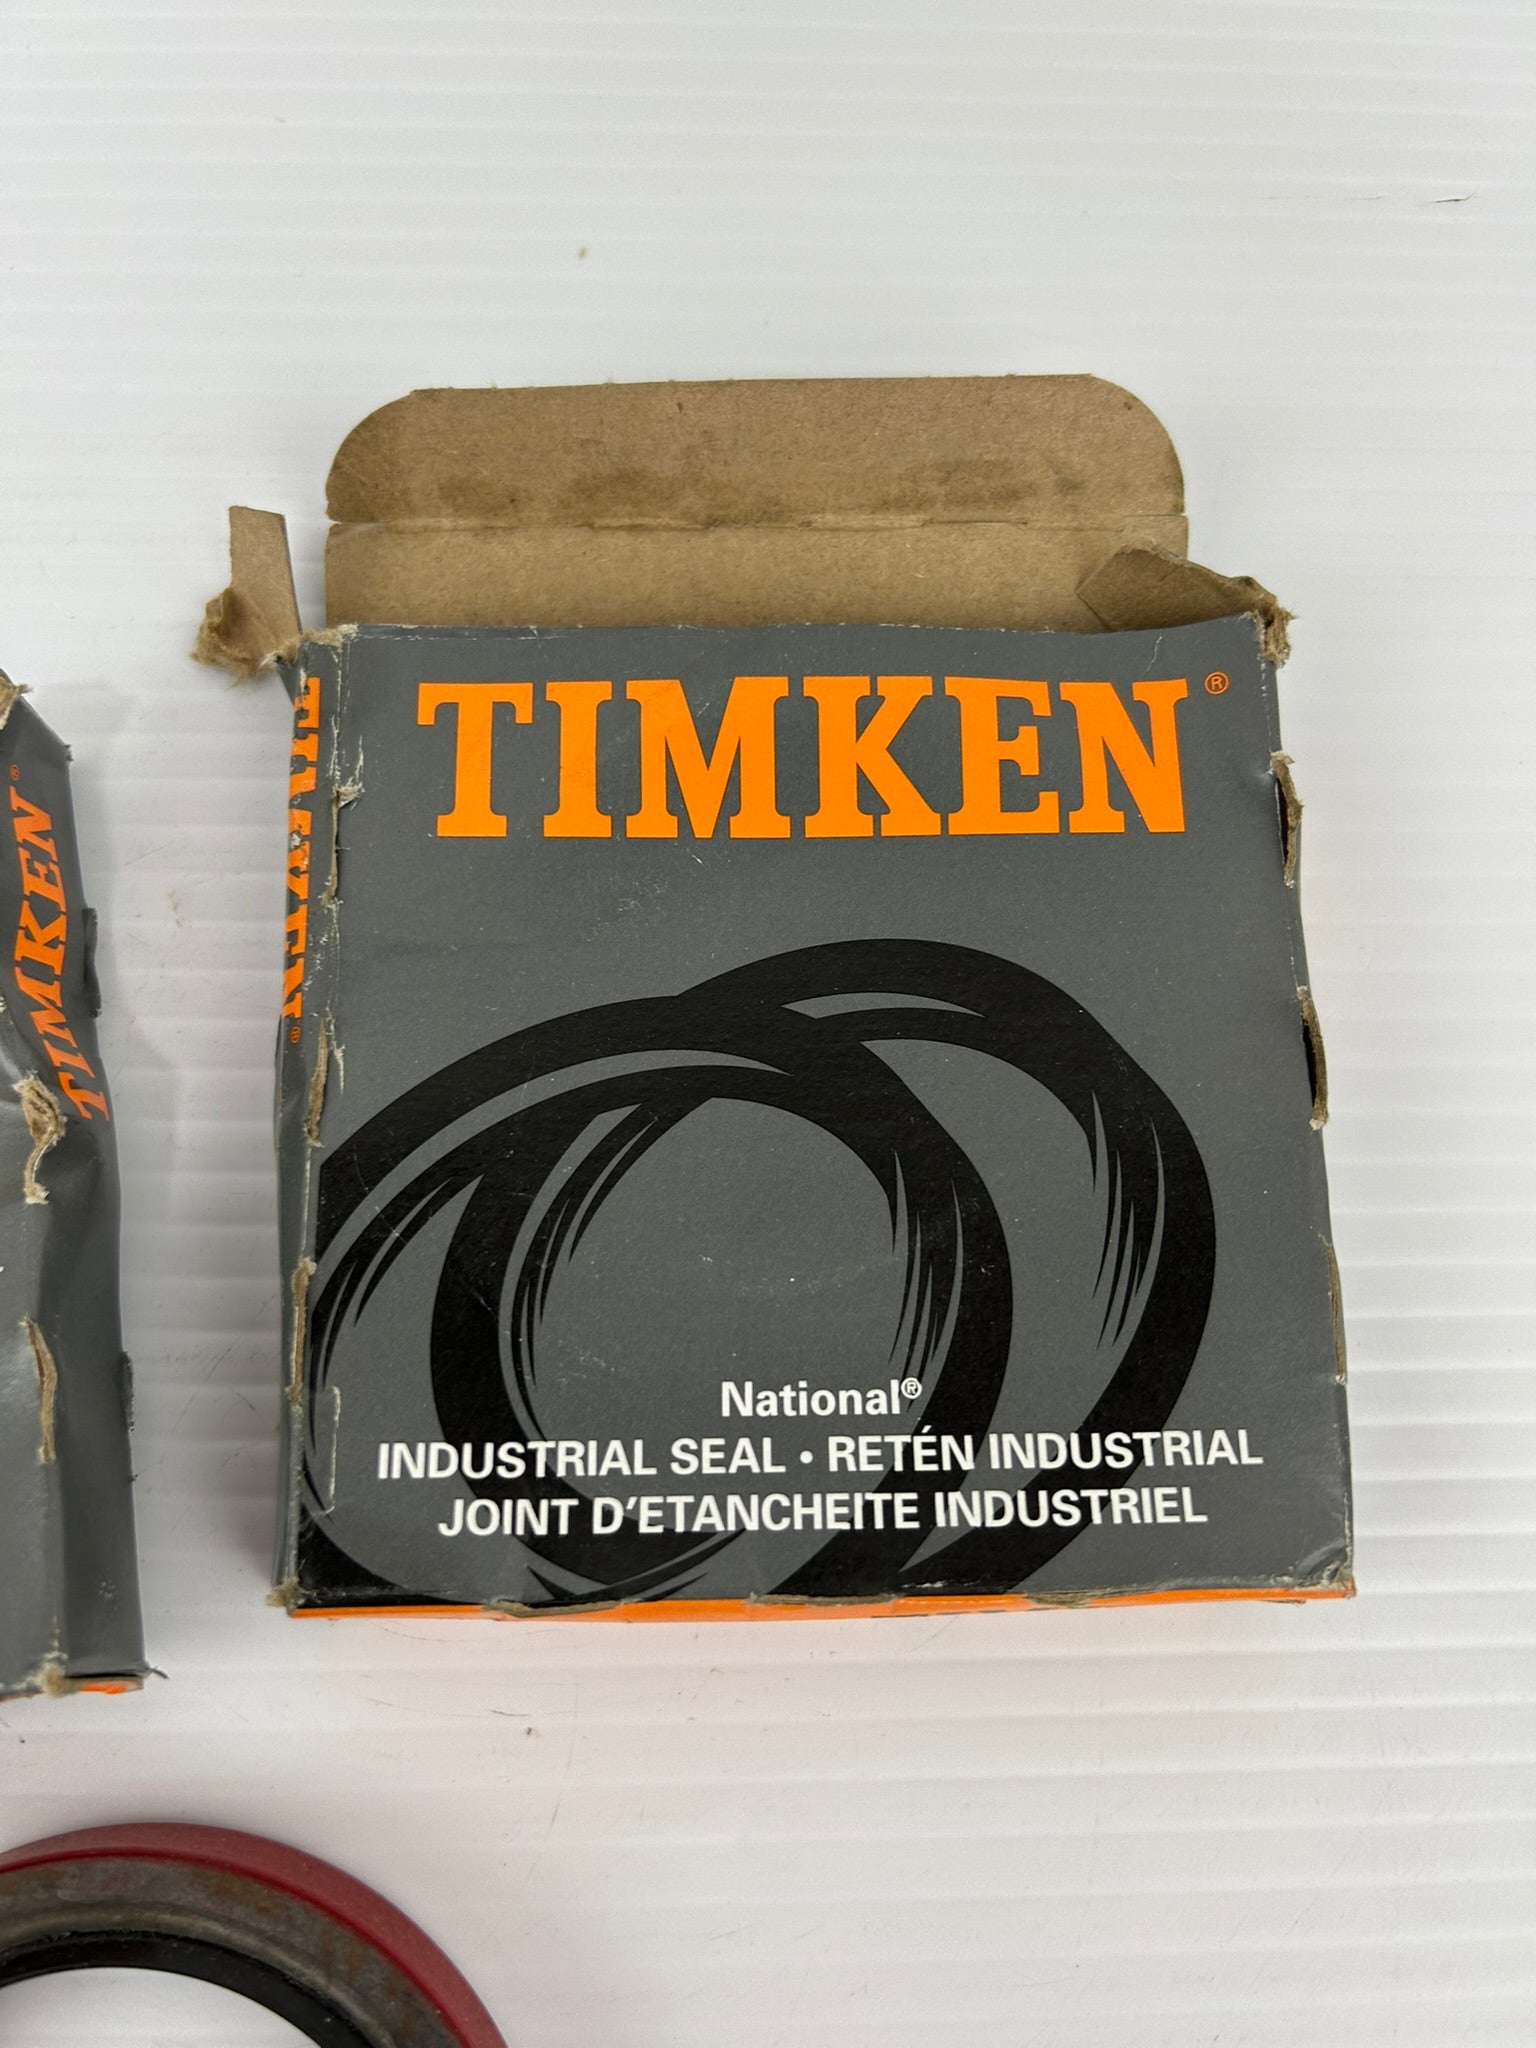 TIMKEN®
TIMKEN®
TIMKEN®
National®
INDUSTRIAL SEAL • RETÉN INDUSTRIAL
JOINT D'ETANCHEITE INDUSTRIEL